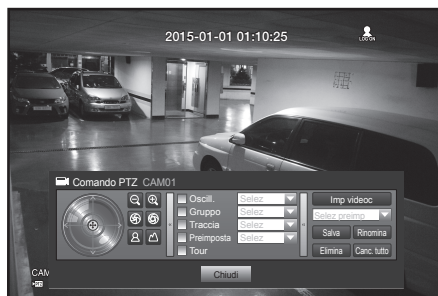 2015-01-01 01:10:25
LOG ON
Comando PTZ CAM01
Oscill. Selez
Gruppo Selez
Traccia Selez
Preimposta Selez
Tour
Imp videoc
Selez preimp
Salva Rinomina
Elimina Canc. tutto
CAM
PTZ
Chiudi